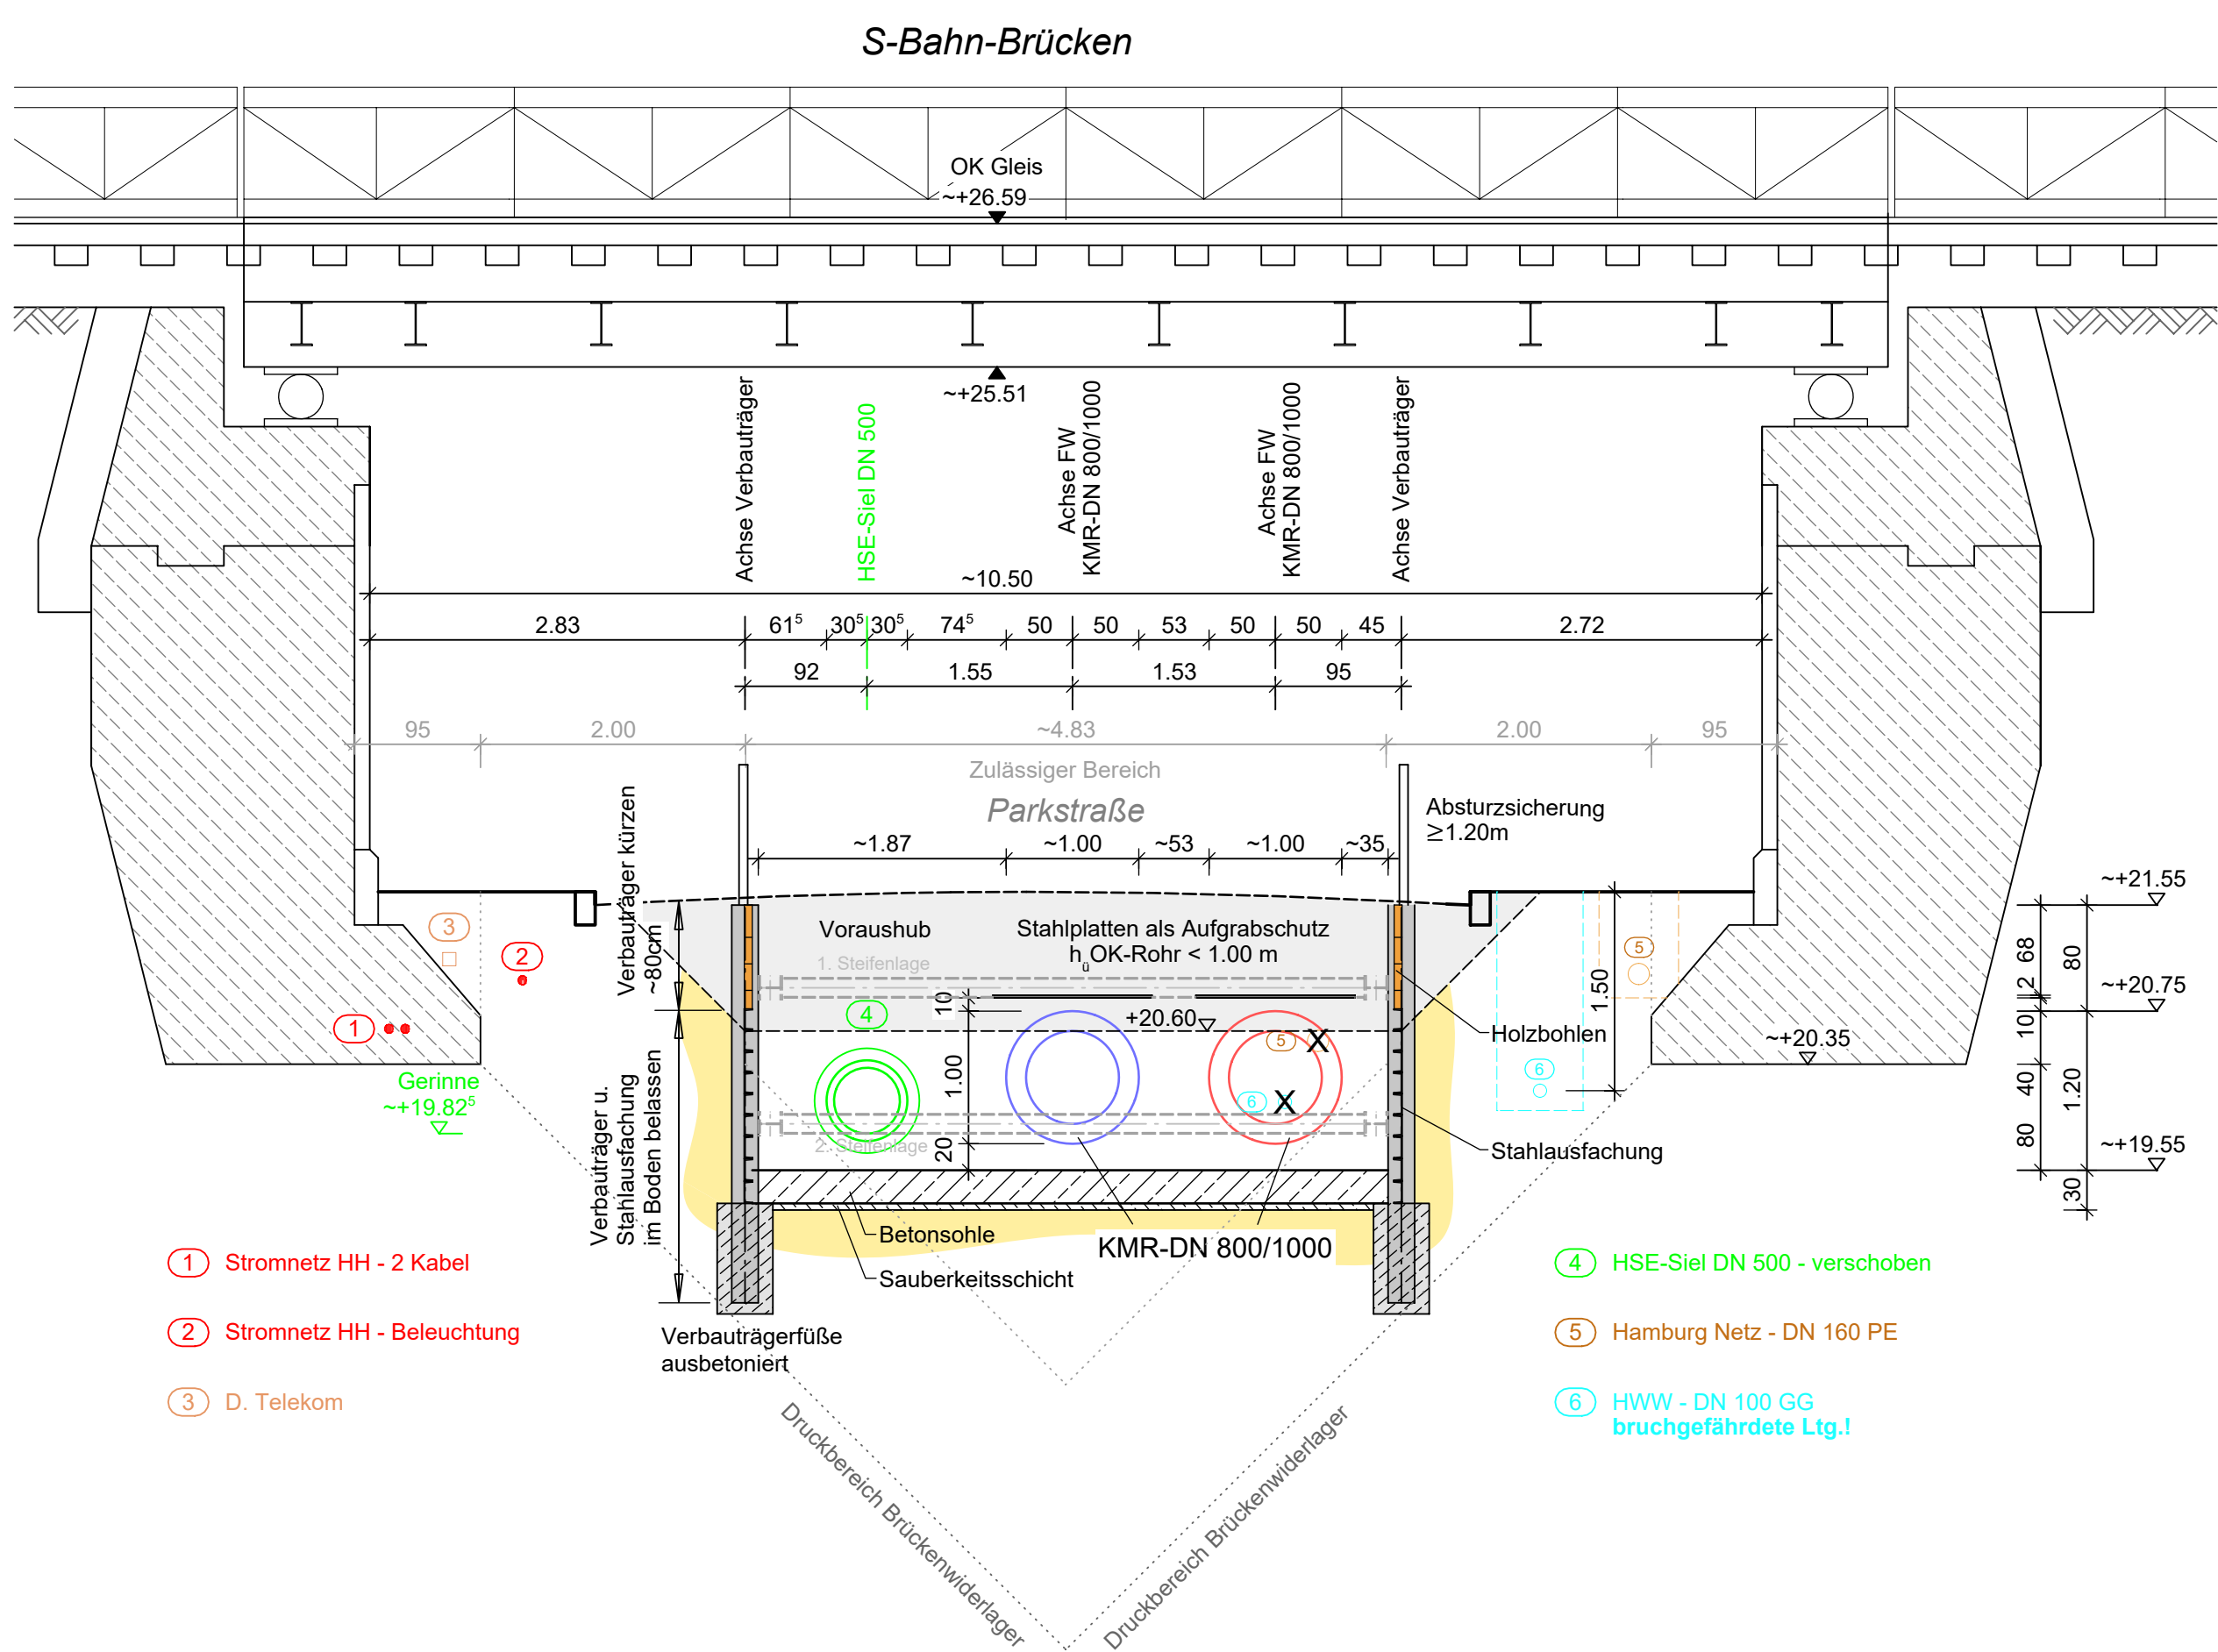 S-Bahn-Brücken
OK Gleis
~+26.59
~+25.51
Achse Verbauträger
HSE-Siel DN 500
Achse FW
KMR-DN 800/1000
Achse FW
KMR-DN 800/1000
Achse Verbauträger
~10.50
2.83
61⁵
30⁵
30⁵
74⁵
50
50
53
50
50
45
2.72
92
1.55
1.53
95
95
2.00
~4.83
2.00
95
Zulässiger Bereich
Parkstraße
~1.87
~1.00
~53
~1.00
~35
Absturzsicherung
≥1.20m
Verbauträger kürzen
~80cm
Voraushub
Stahlplatten als Aufgrabschutz
hüOK-Rohr < 1.00 m
1. Steifenlage
10
+20.60
1.00
20
2. Steifenlage
3
2
1
4
5
6
5
6
X
X
1.50
Holzbohlen
Stahlausfachung
~+20.35
~+21.55
~+20.75
~+19.55
68
2
10
40
80
80
1.20
30
Gerinne
~+19.82⁵
Verbauträger u.
Stahlausfachung
im Boden belassen
Betonsohle
Sauberkeitsschicht
KMR-DN 800/1000
Verbauträgerfüße
ausbetoniert
Druckbereich Brückenwiderlager
Druckbereich Brückenwiderlager
1 Stromnetz HH - 2 Kabel
2 Stromnetz HH - Beleuchtung
3 D. Telekom
4 HSE-Siel DN 500 - verschoben
5 Hamburg Netz - DN 160 PE
6 HWW - DN 100 GG
bruchgefährdete Ltg.!